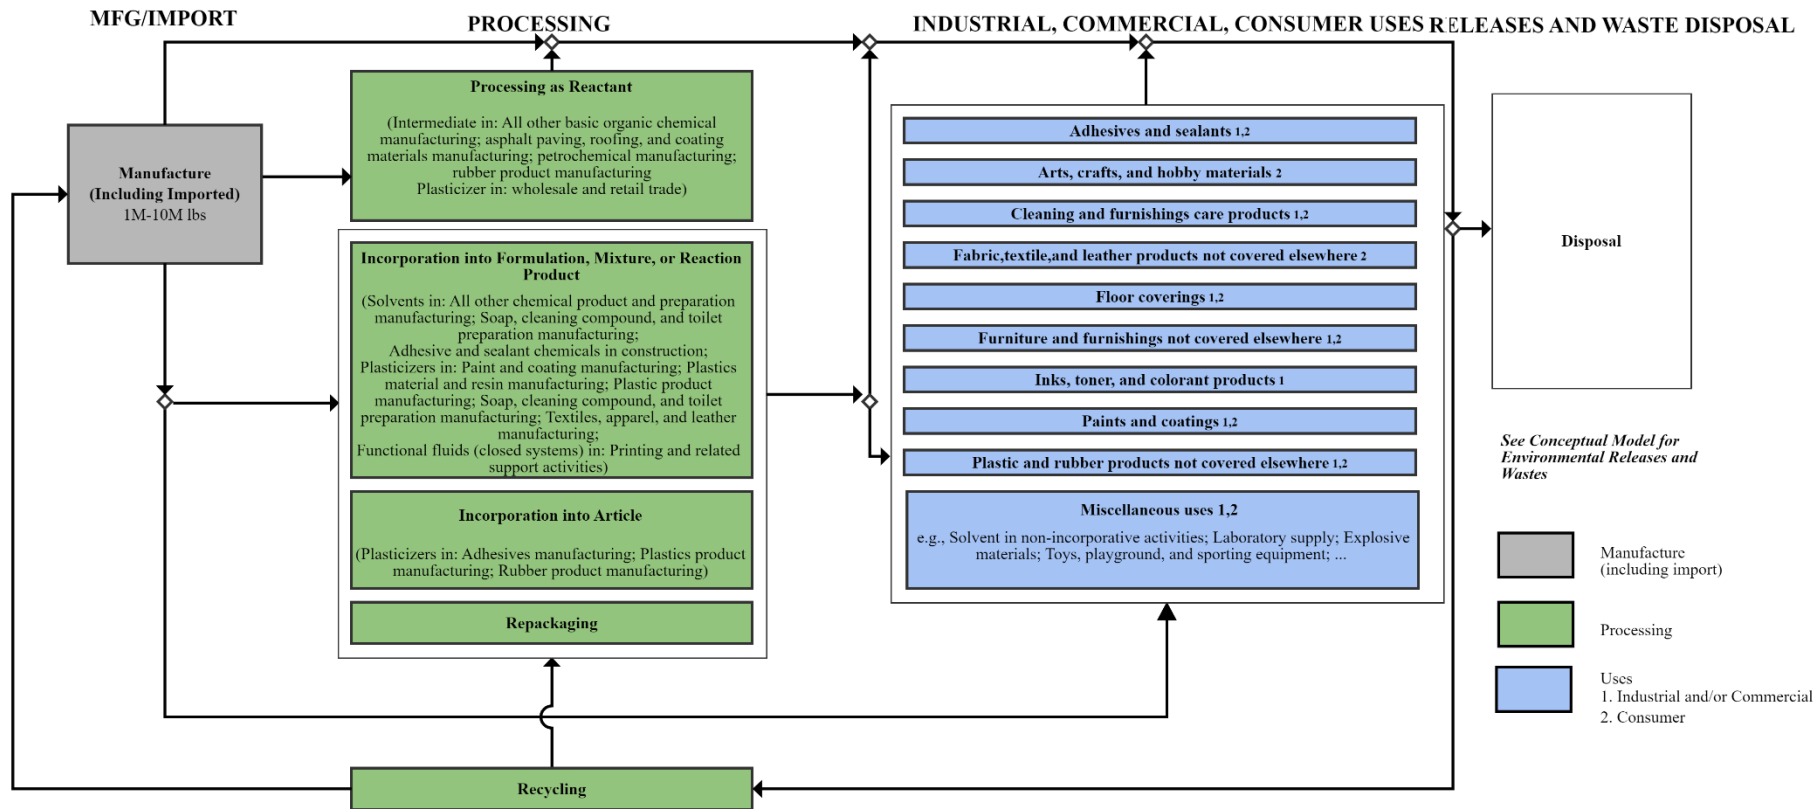 MFG/IMPORT
PROCESSING
INDUSTRIAL, COMMERCIAL, CONSUMER USES
RELEASES AND WASTE DISPOSAL
Manufacture
(Including Imported)
1M-10M lbs
Processing as Reactant
(Intermediate in: All other basic organic chemical
manufacturing; asphalt paving, roofing, and coating
materials manufacturing; petrochemical manufacturing;
rubber product manufacturing
Plasticizer in: wholesale and retail trade)
Incorporation into Formulation, Mixture, or Reaction
Product
(Solvents in: All other chemical product and preparation
manufacturing; Soap, cleaning compound, and toilet
preparation manufacturing;
Adhesive and sealant chemicals in construction;
Plasticizers in: Paint and coating manufacturing; Plastics
material and resin manufacturing; Plastic product
manufacturing; Soap, cleaning compound, and toilet
preparation manufacturing; Textiles, apparel, and leather
manufacturing;
Functional fluids (closed systems) in: Printing and related
support activities)
Incorporation into Article
(Plasticizers in: Adhesives manufacturing; Plastics product
manufacturing; Rubber product manufacturing)
Repackaging
Recycling
Adhesives and sealants 1,2
Arts, crafts, and hobby materials 2
Cleaning and furnishings care products 1,2
Fabric,textile,and leather products not covered elsewhere 2
Floor coverings 1,2
Furniture and furnishings not covered elsewhere 1,2
Inks, toner, and colorant products 1
Paints and coatings 1,2
Plastic and rubber products not covered elsewhere 1,2
Miscellaneous uses 1,2
e.g., Solvent in non-incorporative activities; Laboratory supply; Explosive
materials; Toys, playground, and sporting equipment; ...
Disposal
See Conceptual Model for
Environmental Releases and
Wastes
Manufacture
(including import)
Processing
Uses
1. Industrial and/or Commercial
2. Consumer